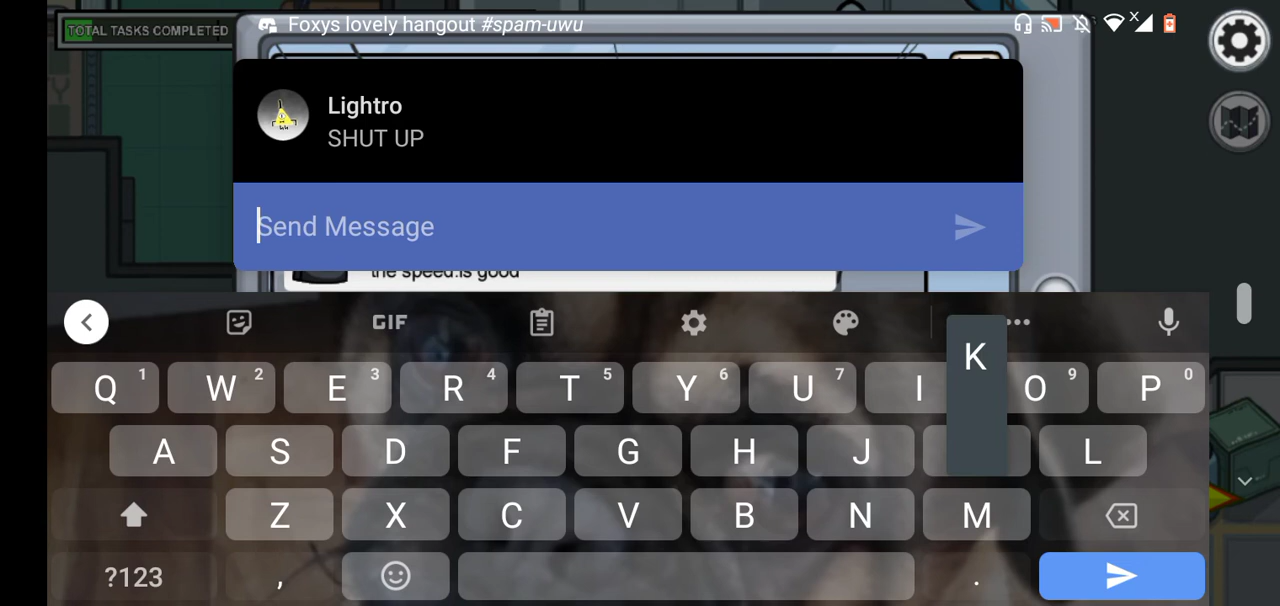 TOTAL TASKS COMPLETED
Foxys lovely hangout #spam-uwu
Lightro
SHUT UP
Send Message
the speed.is good
GIF
K
Q 1 W 2 E 3 R 4 T 5 Y 6 U 7 I O 9 P 0
A S D F G H J L
Z X C V B N M
?123 , .